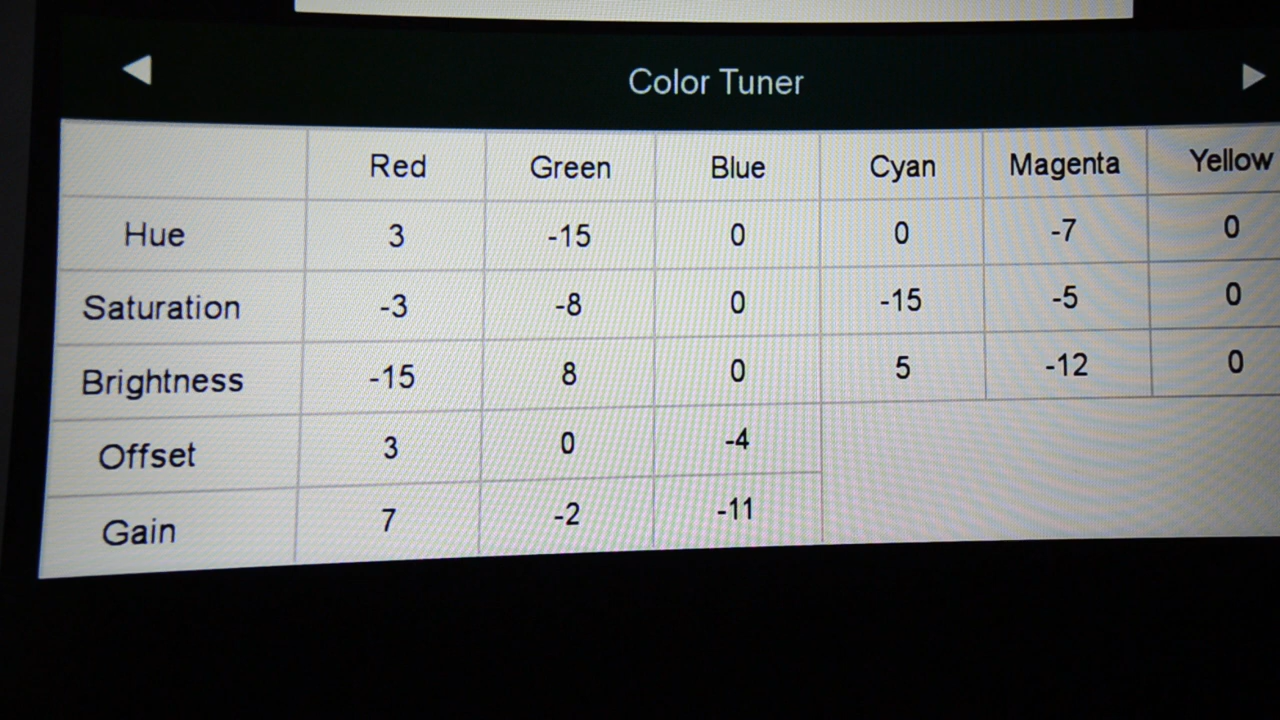 Color Tuner
Red Green Blue Cyan Magenta Yellow
Hue 3 -15 0 0 -7 0
Saturation -3 -8 0 -15 -5 0
Brightness -15 8 0 5 -12 0
Offset 3 0 -4
Gain 7 -2 -11